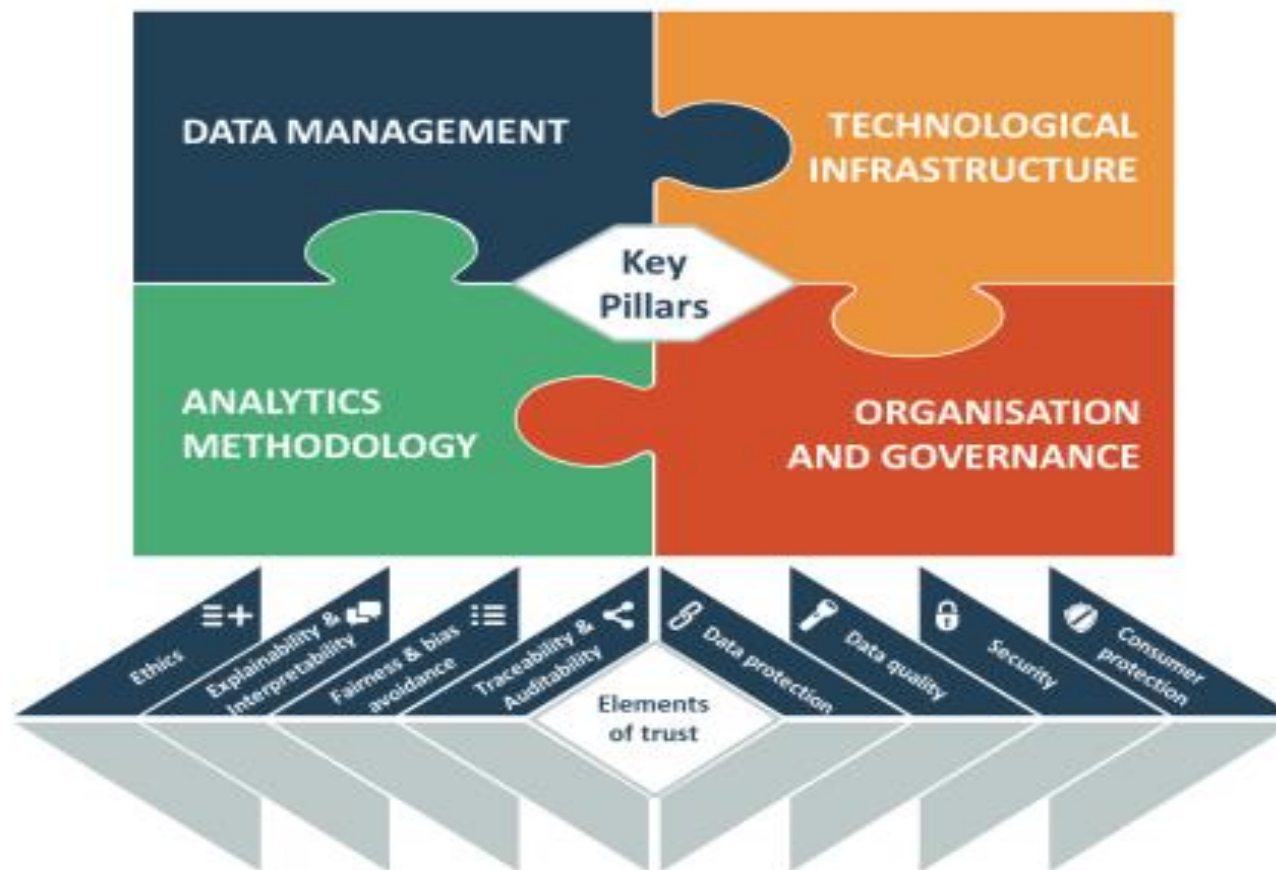 DATA MANAGEMENT
TECHNOLOGICAL
INFRASTRUCTURE
Key
Pillars
ANALYTICS
METHODOLOGY
ORGANISATION
AND GOVERNANCE
Ethics
Explainability &
Interpretability
Fairness & bias
avoidance
Traceability &
Auditability
Data protection
Data quality
Security
Consumer
protection
Elements
of trust